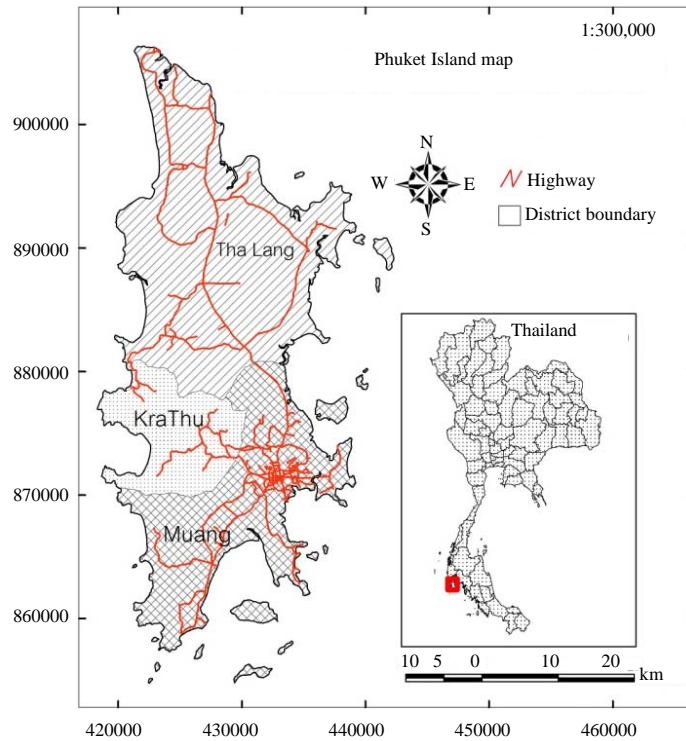 1:300,000
Phuket Island map
900000
N
W
E
S
Highway
District boundary
890000
Tha Lang
Thailand
880000
KraThu
870000
Muang
860000
10 5 0 10 20
km
420000 430000 440000 450000 460000